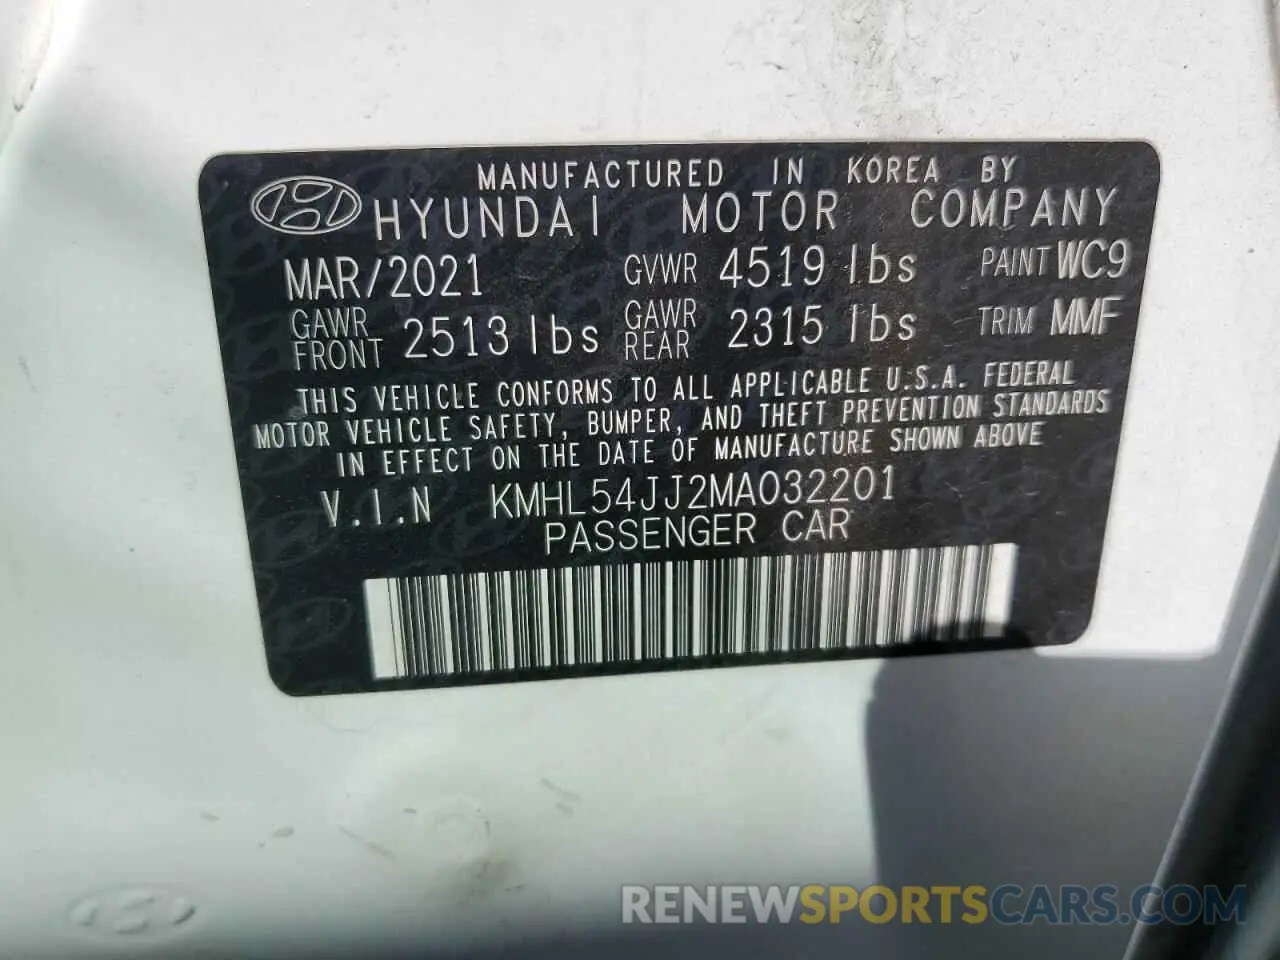 MANUFACTURED IN KOREA BY
HYUNDAI MOTOR COMPANY
MAR/2021 GVWR 4519 lbs PAINT WC9
GAWR FRONT 2513 lbs GAWR REAR 2315 lbs TRIM MMF
THIS VEHICLE CONFORMS TO ALL APPLICABLE U.S.A. FEDERAL
MOTOR VEHICLE SAFETY, BUMPER, AND THEFT PREVENTION STANDARDS
IN EFFECT ON THE DATE OF MANUFACTURE SHOWN ABOVE
V.I.N KMHL54JJ2MA032201
PASSENGER CAR
RENEWSPORTSCARS.COM